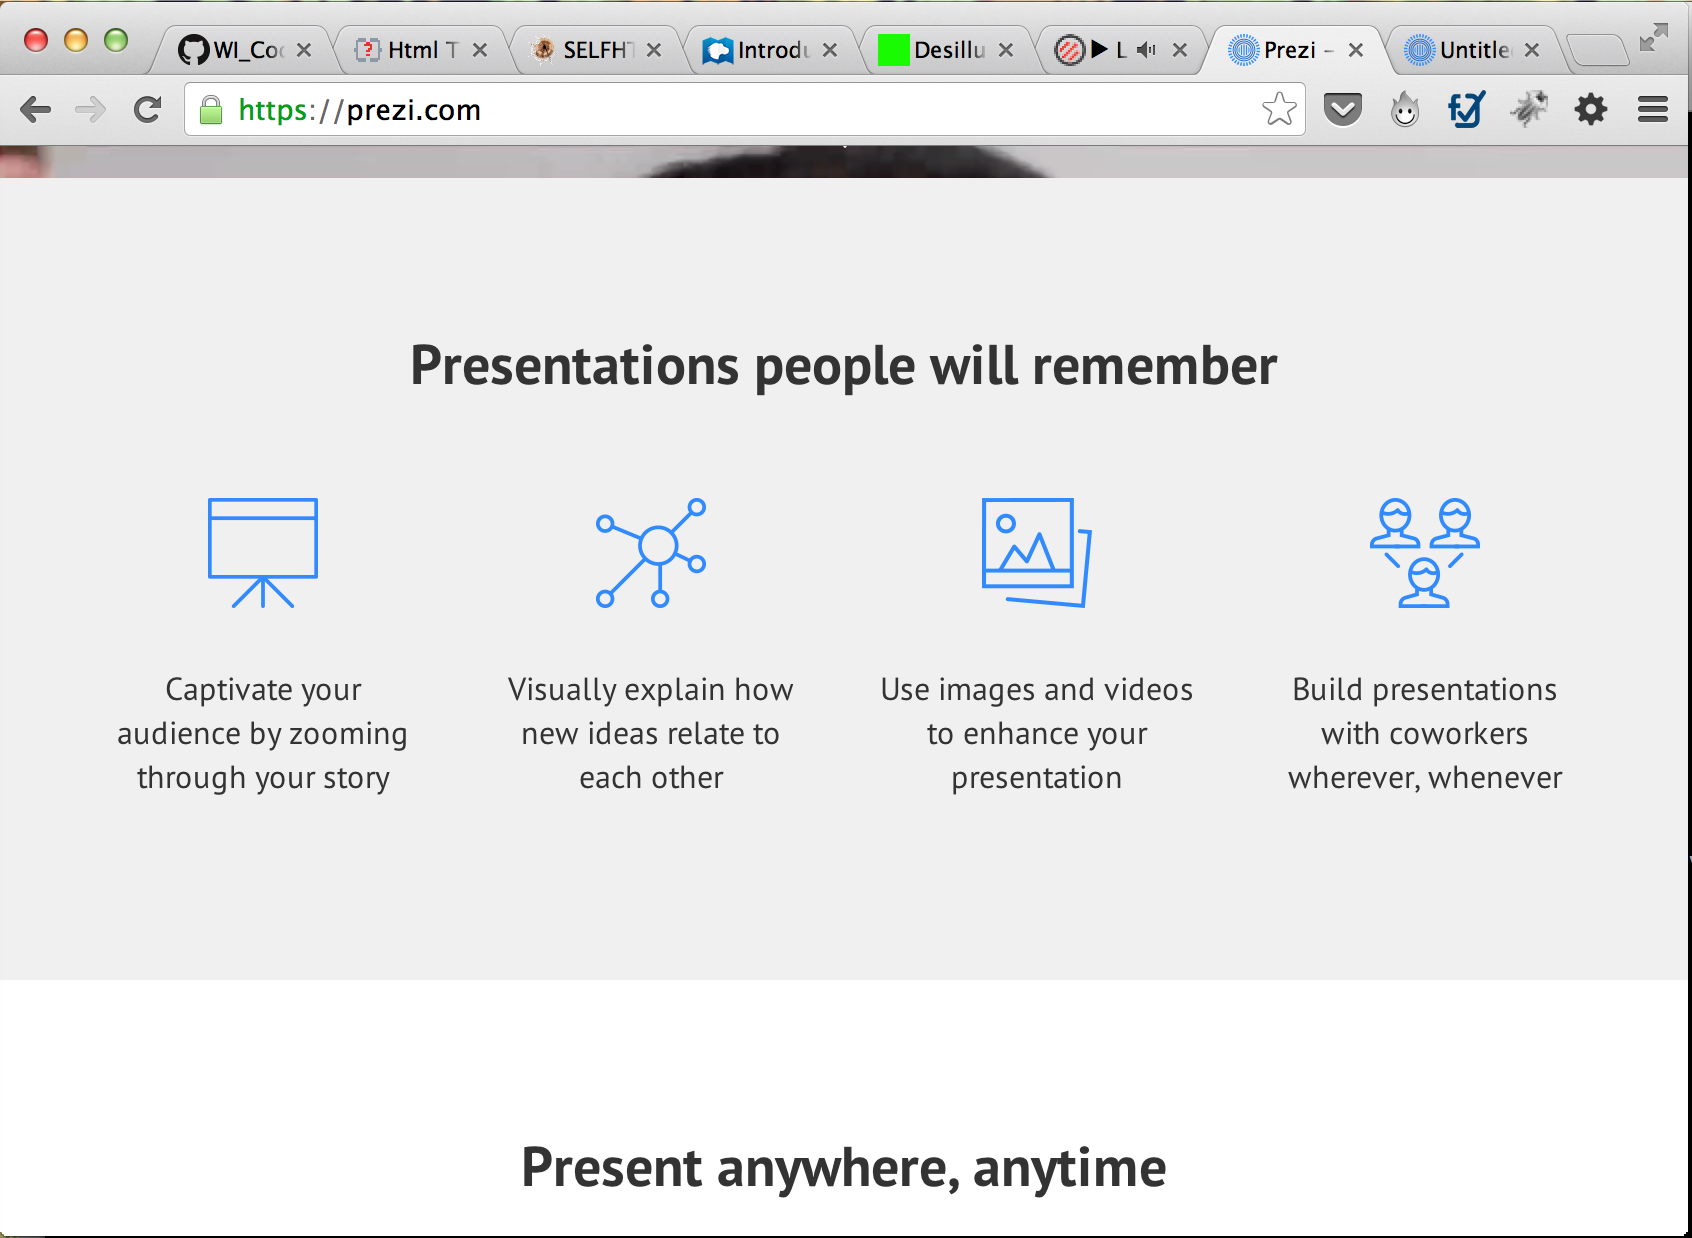 WI_Co
Html T
SELFHT
Introdu
Desillu
L
Prezi –
Untitle
https://prezi.com
Presentations people will remember
Captivate your
audience by zooming
through your story
Visually explain how
new ideas relate to
each other
Use images and videos
to enhance your
presentation
Build presentations
with coworkers
wherever, whenever
Present anywhere, anytime